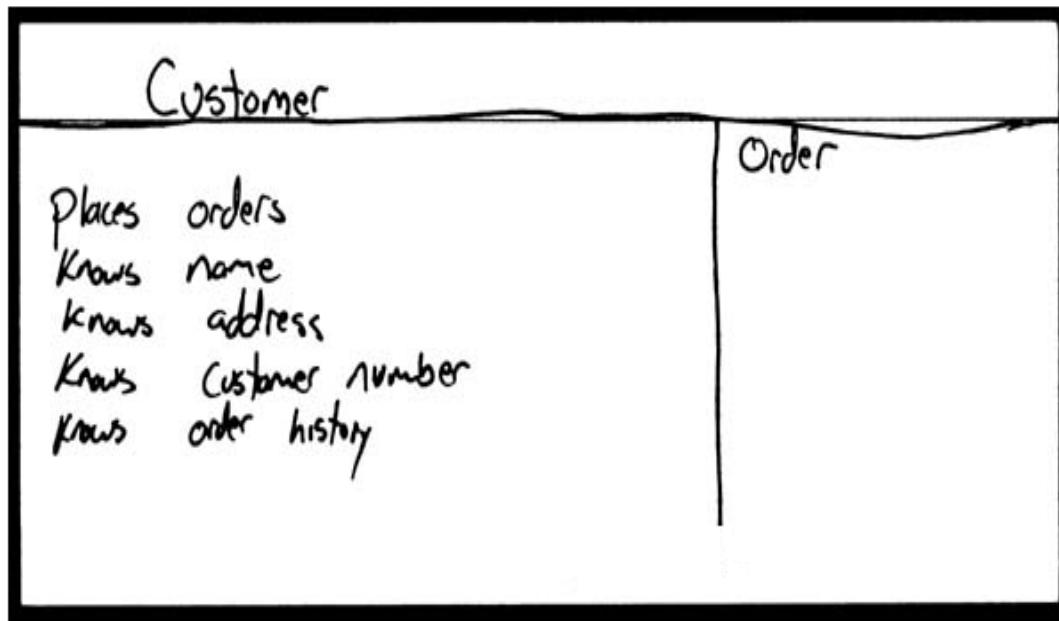 Customer
Order
Places orders
Knows name
Knows address
Knows customer number
Knows order history